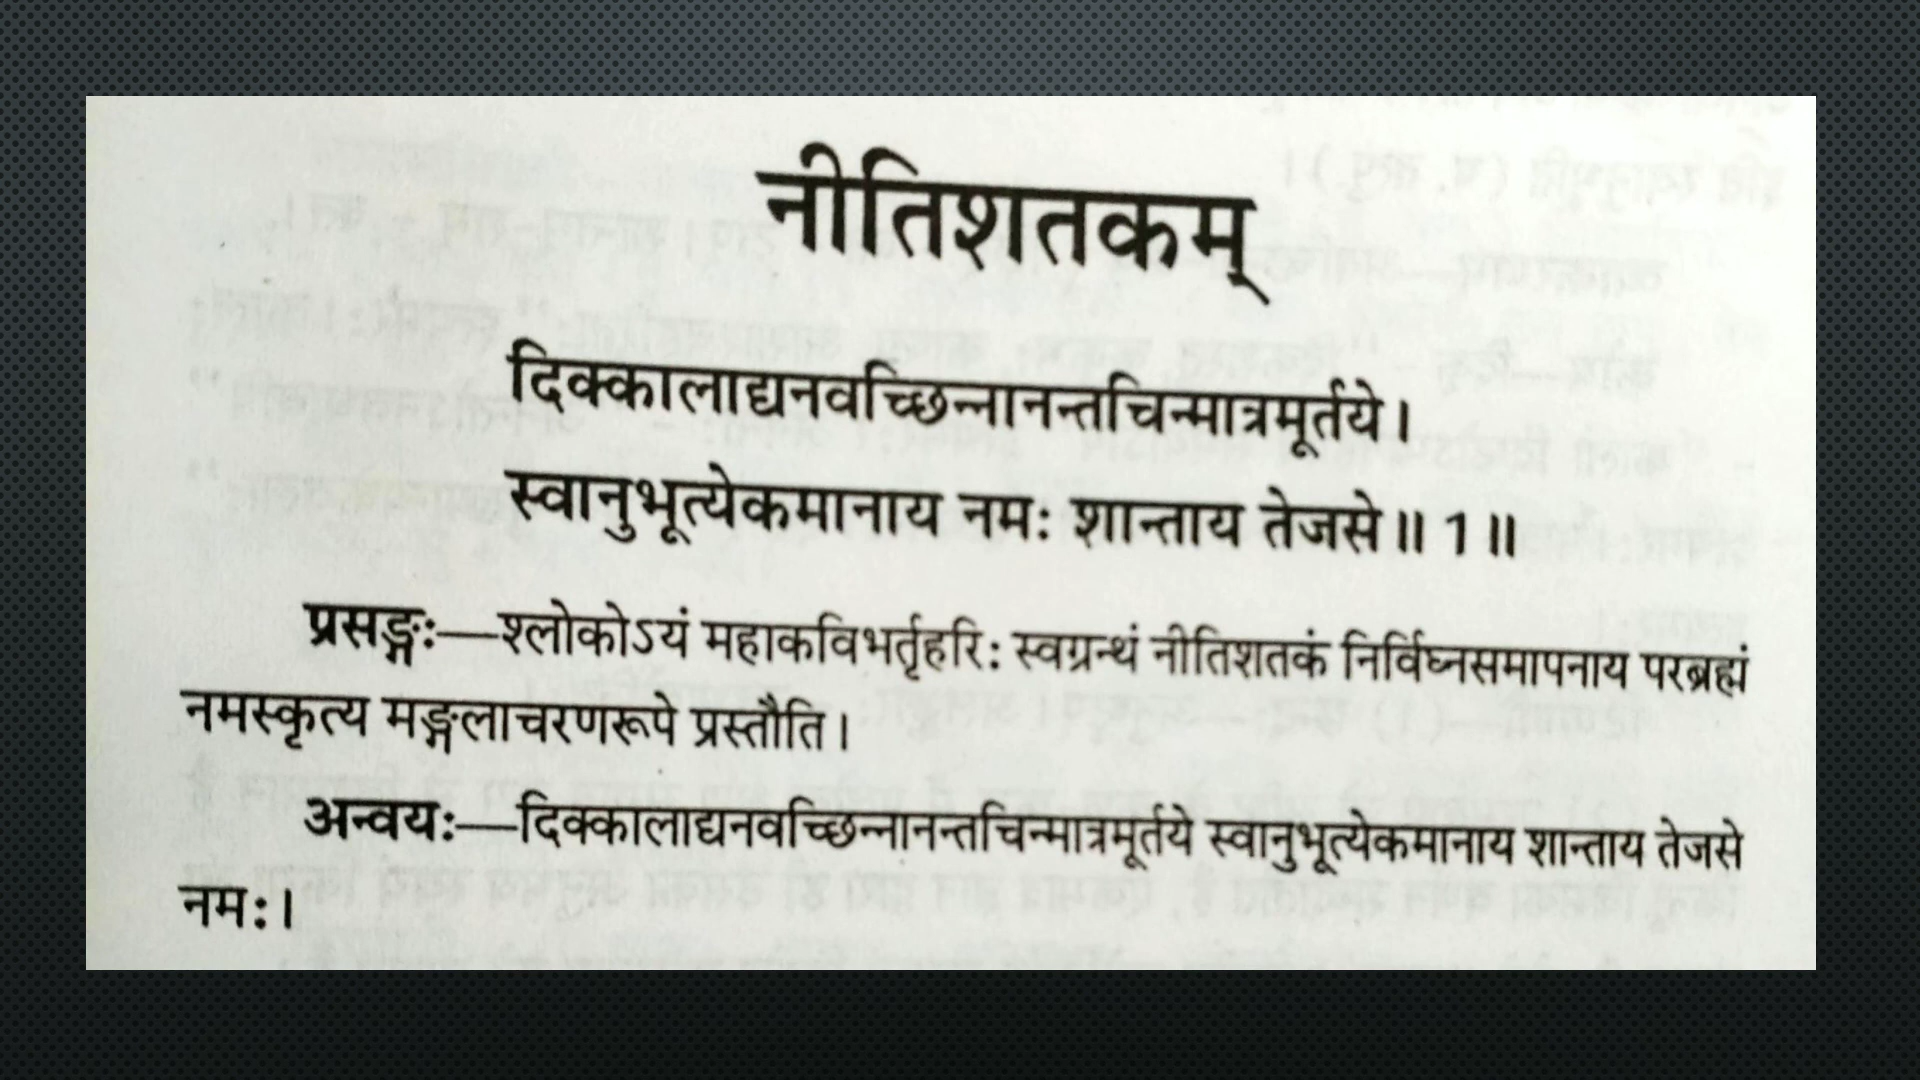 नीतिशतकम्
दिक्कालाद्यनवच्छिन्नानन्तचिन्मात्रमूर्तये।
स्वानुभूत्येकमानाय नमः शान्ताय तेजसे॥ 1॥
प्रसङ्गः—श्लोकोऽयं महाकविभर्तृहरिः स्वग्रन्थं नीतिशतकं निर्विघ्नसमापनाय परब्रह्मं
नमस्कृत्य मङ्गलाचरणरूपे प्रस्तौति।
अन्वयः—दिक्कालाद्यनवच्छिन्नानन्तचिन्मात्रमूर्तये स्वानुभूत्येकमानाय शान्ताय तेजसे
नमः।